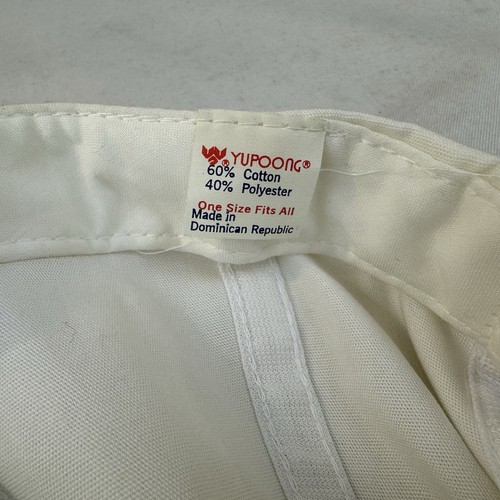 YUPOONG®
60% Cotton
40% Polyester
One Size Fits All
Made in
Dominican Republic